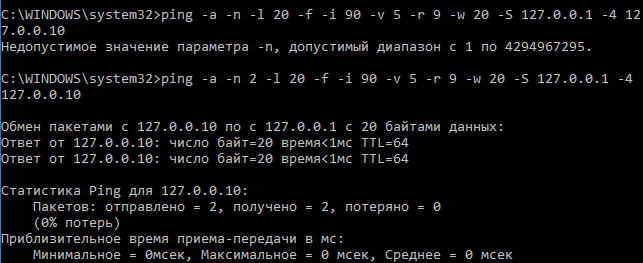 C:\WINDOWS\system32>ping -a -n -l 20 -f -i 90 -v 5 -r 9 -w 20 -S 127.0.0.1 -4 12
7.0.0.10
Недопустимое значение параметра -n, допустимый диапазон с 1 по 4294967295.
C:\WINDOWS\system32>ping -a -n 2 -l 20 -f -i 90 -v 5 -r 9 -w 20 -S 127.0.0.1 -4
127.0.0.10
Обмен пакетами с 127.0.0.10 по с 127.0.0.1 с 20 байтами данных:
Ответ от 127.0.0.10: число байт=20 время<1мс TTL=64
Ответ от 127.0.0.10: число байт=20 время<1мс TTL=64
Статистика Ping для 127.0.0.10:
    Пакетов: отправлено = 2, получено = 2, потеряно = 0
    (0% потерь)
Приблизительное время приема-передачи в мс:
    Минимальное = 0мсек, Максимальное = 0 мсек, Среднее = 0 мсек